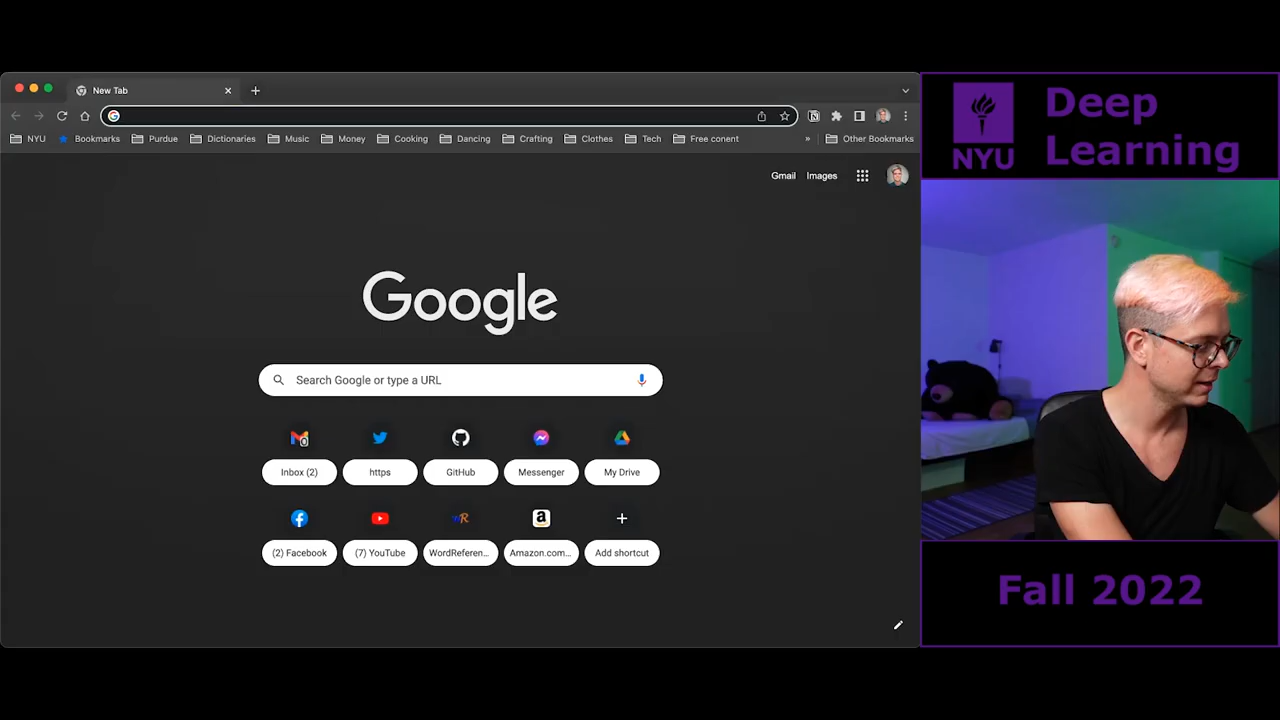 New Tab
NYU Bookmarks Purdue Dictionaries Music Money Cooking Dancing Crafting Clothes Tech Free conent » Other Bookmarks
Gmail Images
Google
Search Google or type a URL
Inbox (2) https GitHub Messenger My Drive
(2) Facebook (7) YouTube WordReferen... Amazon.com... Add shortcut
NYU
Deep
Learning
Fall 2022